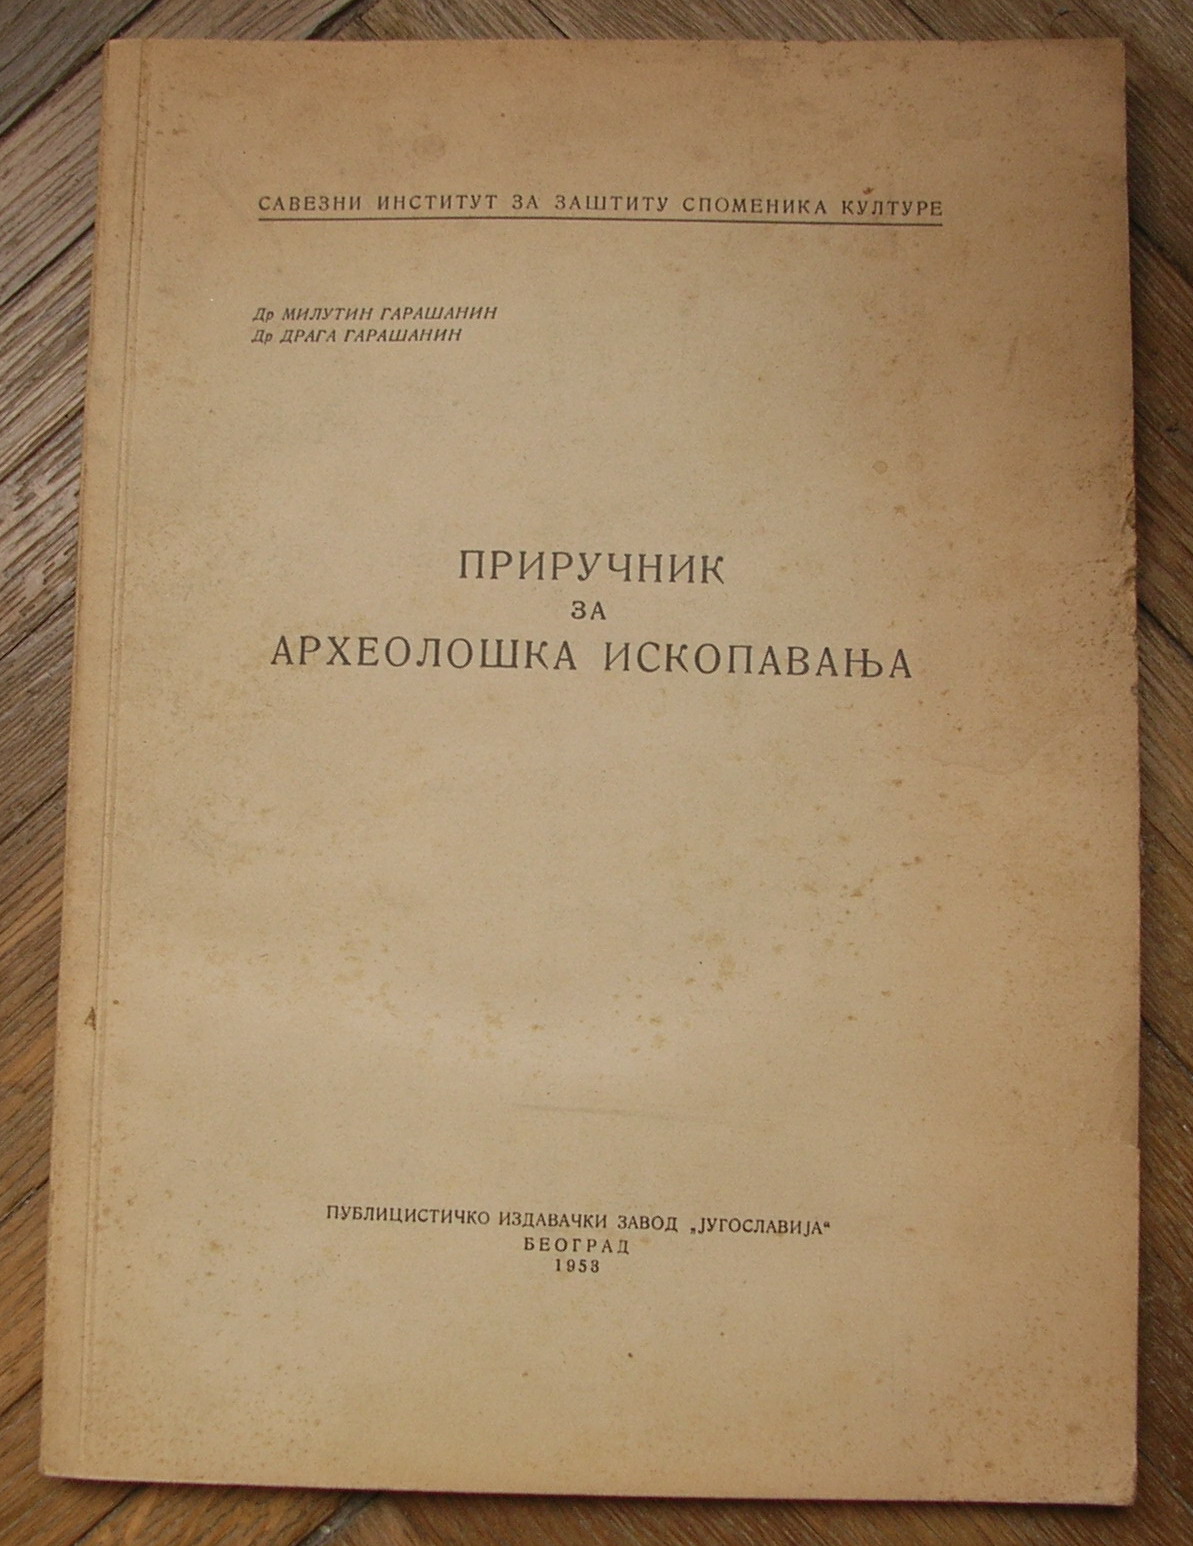 САВЕЗНИ ИНСТИТУТ ЗА ЗАШТИТУ СПОМЕНИКА КУЛТУРЕ
Др МИЛУТИН ГАРАШАНИН
Др ДРАГА ГАРАШАНИН
ПРИРУЧНИК
ЗА
АРХЕОЛОШКА ИСКОПАВАЊА
ПУБЛИЦИСТИЧКО ИЗДАВАЧКИ ЗАВОД „ЈУГОСЛАВИЈА“
БЕОГРАД
1953